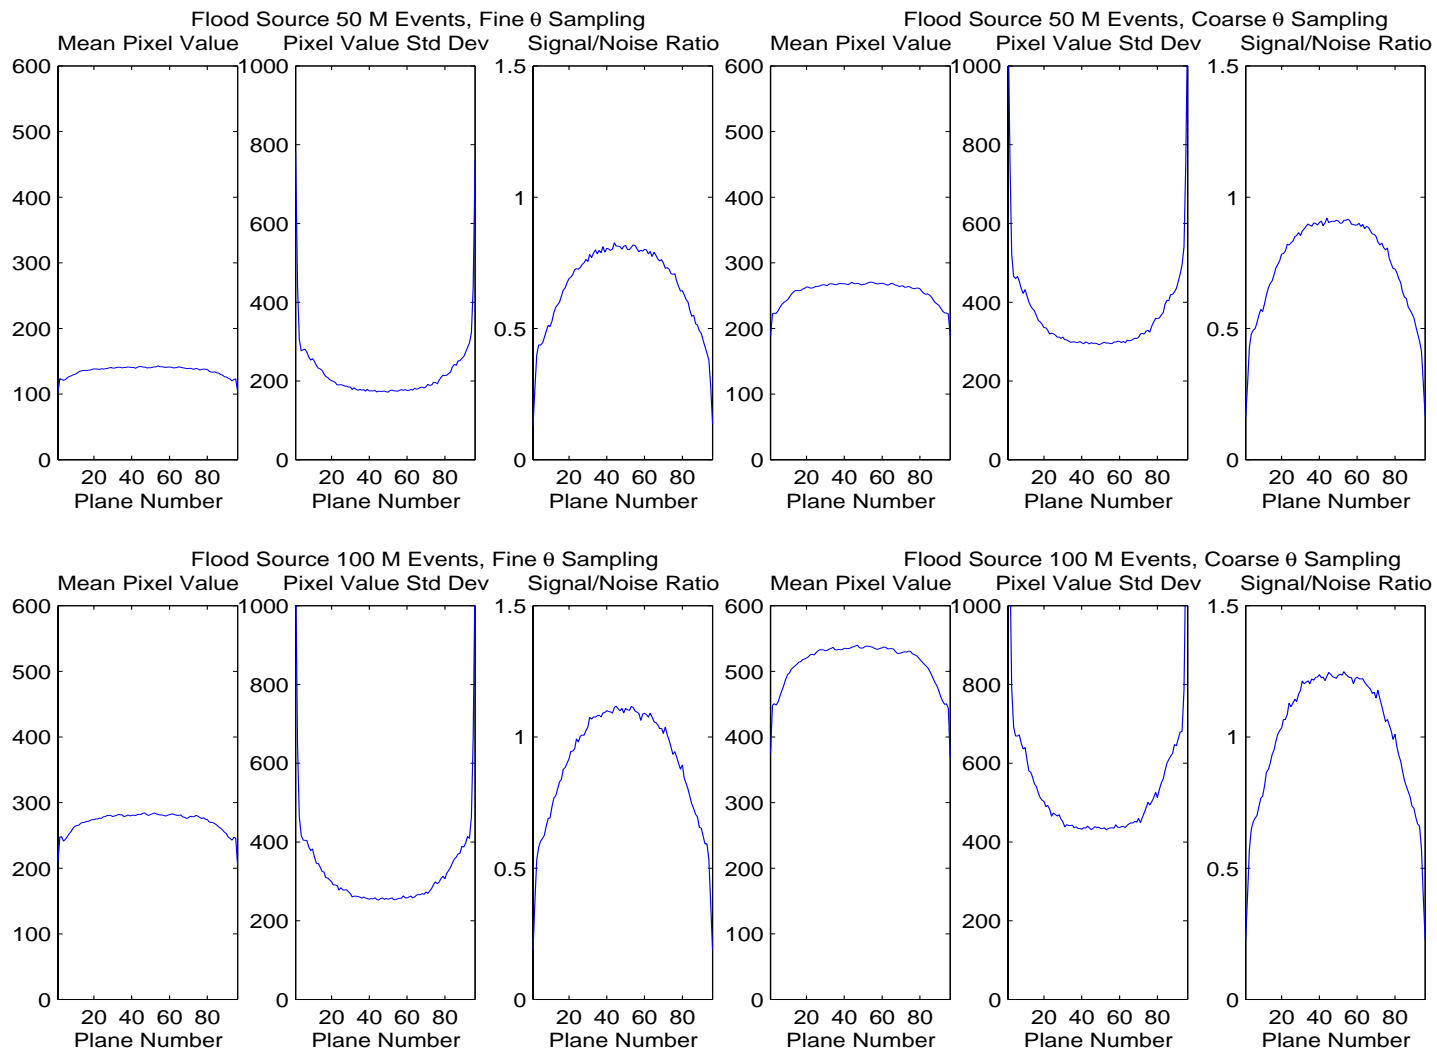 Flood Source 50 M Events, Fine θ Sampling
Mean Pixel Value
Pixel Value Std Dev
Signal/Noise Ratio
600
500
400
300
200
100
0
20 40 60 80
Plane Number
1000
800
600
400
200
0
20 40 60 80
Plane Number
1.5
1
0.5
0
20 40 60 80
Plane Number
Flood Source 50 M Events, Coarse θ Sampling
Mean Pixel Value
Pixel Value Std Dev
Signal/Noise Ratio
600
500
400
300
200
100
0
20 40 60 80
Plane Number
1000
800
600
400
200
0
20 40 60 80
Plane Number
1.5
1
0.5
0
20 40 60 80
Plane Number
Flood Source 100 M Events, Fine θ Sampling
Mean Pixel Value
Pixel Value Std Dev
Signal/Noise Ratio
600
500
400
300
200
100
0
20 40 60 80
Plane Number
1000
800
600
400
200
0
20 40 60 80
Plane Number
1.5
1
0.5
0
20 40 60 80
Plane Number
Flood Source 100 M Events, Coarse θ Sampling
Mean Pixel Value
Pixel Value Std Dev
Signal/Noise Ratio
600
500
400
300
200
100
0
20 40 60 80
Plane Number
1000
800
600
400
200
0
20 40 60 80
Plane Number
1.5
1
0.5
0
20 40 60 80
Plane Number